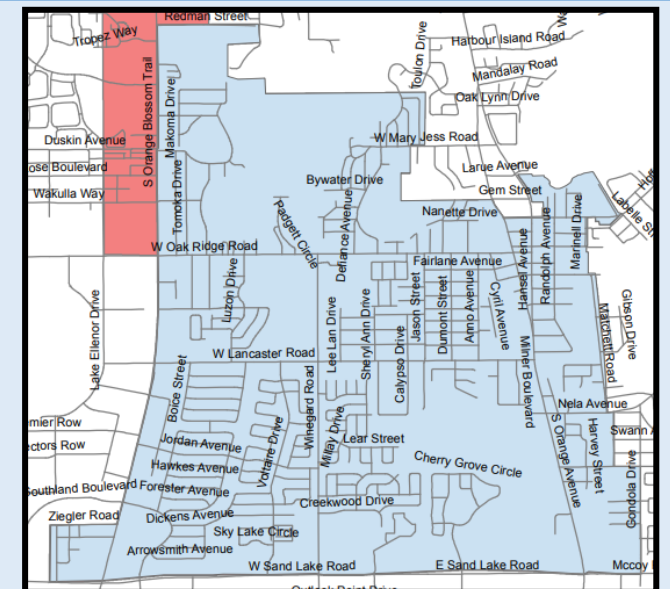 Redman Street
Tropez Way
Harbour Island Road
Toulon Drive
Mandalay Road
Oak Lynn Drive
S Orange Blossom Trail
Makoma Drive
Duskin Avenue
W Mary Jess Road
ose Boulevard
Larue Avenue
Wakulla Way
Bywater Drive
Gem Street
Labelle St
Tomoka Drive
Padgett Circle
Defiance Avenue
Nanette Drive
Marinell Drive
Randolph Avenue
Hansel Avenue
W Oak Ridge Road
Fairlane Avenue
Luzon Drive
Jason Street
Dumont Street
Anno Avenue
Cyril Avenue
Lake Ellenor Drive
Lee Lan Drive
Sheryl Ann Drive
Calypso Drive
Gibson Drive
Matchett Road
W Lancaster Road
Milner Boulevard
Boice Street
Winegard Road
Nela Avenue
emier Row
Millay Drive
Voltaire Drive
S Orange Avenue
Harvey Street
Swann A
ectors Row
Jordan Avenue
Lear Street
Hawkes Avenue
Cherry Grove Circle
Gondola Drive
Southland Boulevard
Forester Avenue
Creekwood Drive
Ziegler Road
Dickens Avenue
Sky Lake Circle
Arrowsmith Avenue
W Sand Lake Road
E Sand Lake Road
Mccoy